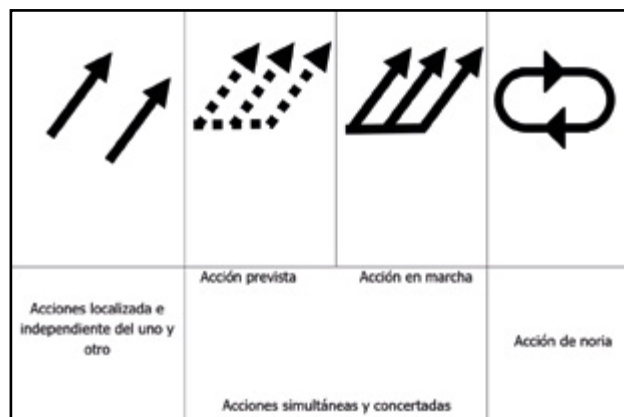 Acción prevista
Acción en marcha
Acciones localizada e
independiente del uno y
otro
Acción de noria
Acciones simultáneas y concertadas